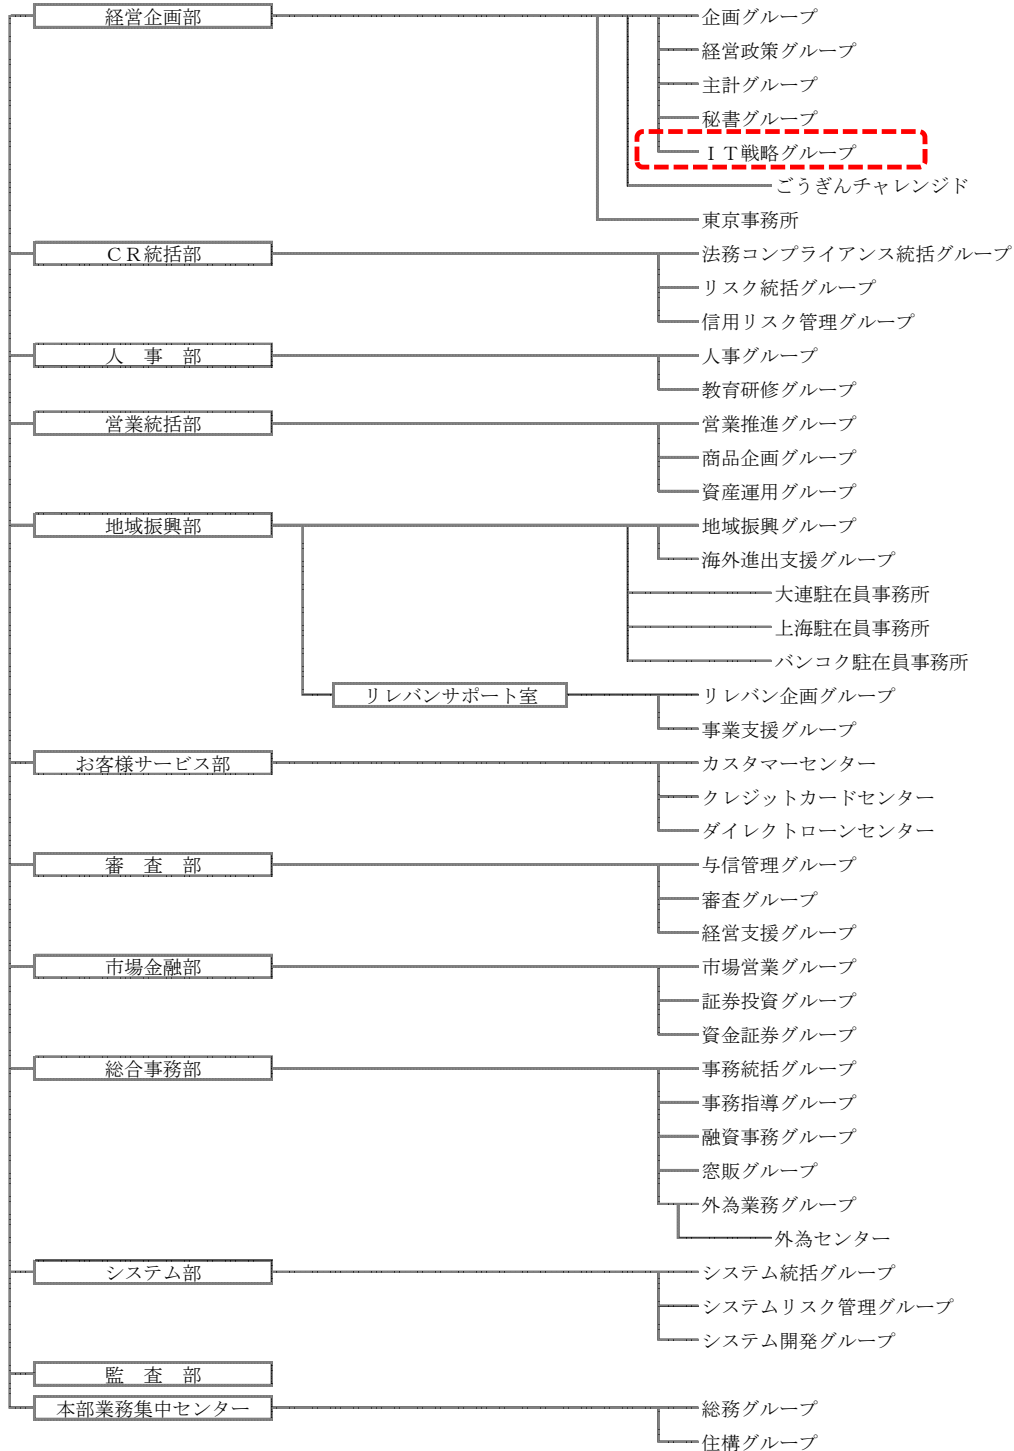 経営企画部 企画グループ
経営政策グループ
主計グループ
秘書グループ
ＩＴ戦略グループ
ごうぎんチャレンジド
東京事務所
ＣＲ統括部 法務コンプライアンス統括グループ
リスク統括グループ
信用リスク管理グループ
人　事　部 人事グループ
教育研修グループ
営業統括部 営業推進グループ
商品企画グループ
資産運用グループ
地域振興部 地域振興グループ
海外進出支援グループ
大連駐在員事務所
上海駐在員事務所
バンコク駐在員事務所
リレバンサポート室 リレバン企画グループ
事業支援グループ
お客様サービス部 カスタマーセンター
クレジットカードセンター
ダイレクトローンセンター
審　査　部 与信管理グループ
審査グループ
経営支援グループ
市場金融部 市場営業グループ
証券投資グループ
資金証券グループ
総合事務部 事務統括グループ
事務指導グループ
融資事務グループ
窓販グループ
外為業務グループ
外為センター
システム部 システム統括グループ
システムリスク管理グループ
システム開発グループ
監　査　部
本部業務集中センター 総務グループ
住構グループ